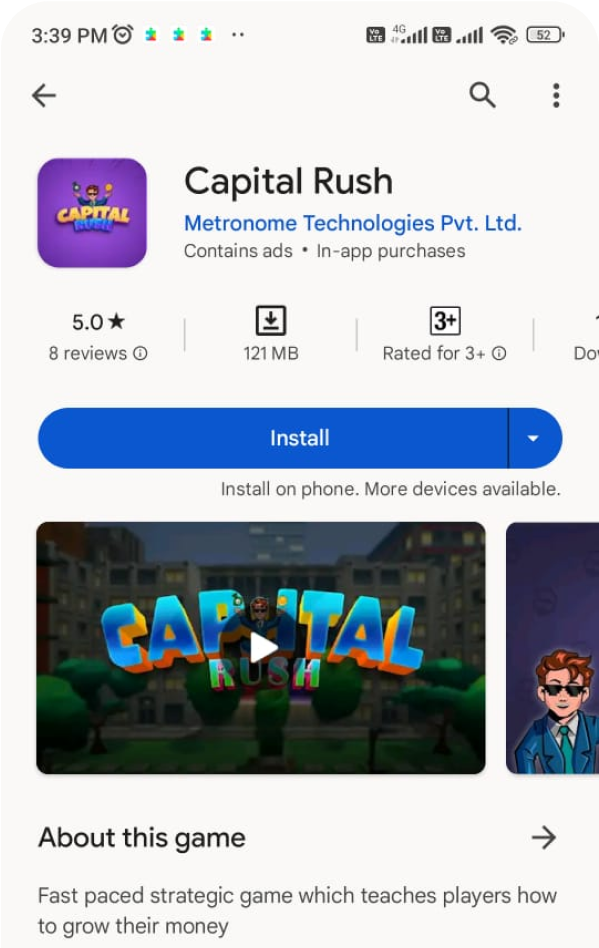 3:39 PM
Vo LTE 4G Vo LTE 52
CAPITAL
RUSH
Capital Rush
Metronome Technologies Pvt. Ltd.
Contains ads • In-app purchases
5.0 ★
8 reviews
121 MB
3+
Rated for 3+
Do
Install
Install on phone. More devices available.
CAPITAL
RUSH
About this game
Fast paced strategic game which teaches players how
to grow their money